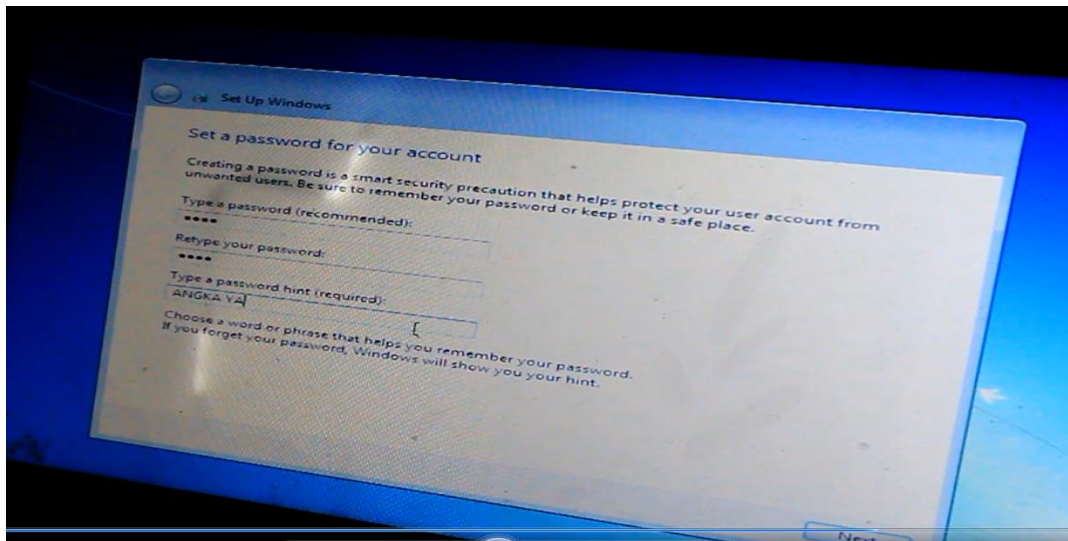 Set Up Windows
Set a password for your account
Creating a password is a smart security precaution that helps protect your user account from
unwanted users. Be sure to remember your password or keep it in a safe place.
Type a password (recommended):
••••
Retype your password:
••••
Type a password hint (required):
ANGKA YA
Choose a word or phrase that helps you remember your password.
If you forget your password, Windows will show you your hint.
Next